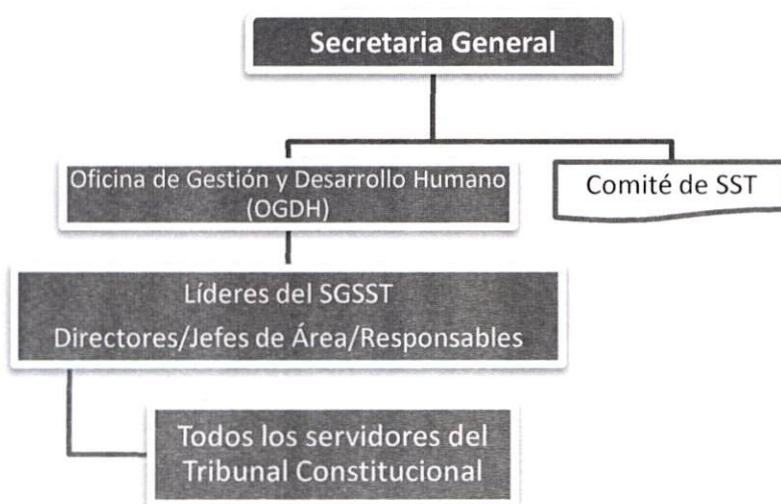 Secretaria General
Oficina de Gestión y Desarrollo Humano
(OGDH)
Comité de SST
Líderes del SGSST
Directores/Jefes de Área/Responsables
Todos los servidores del
Tribunal Constitucional